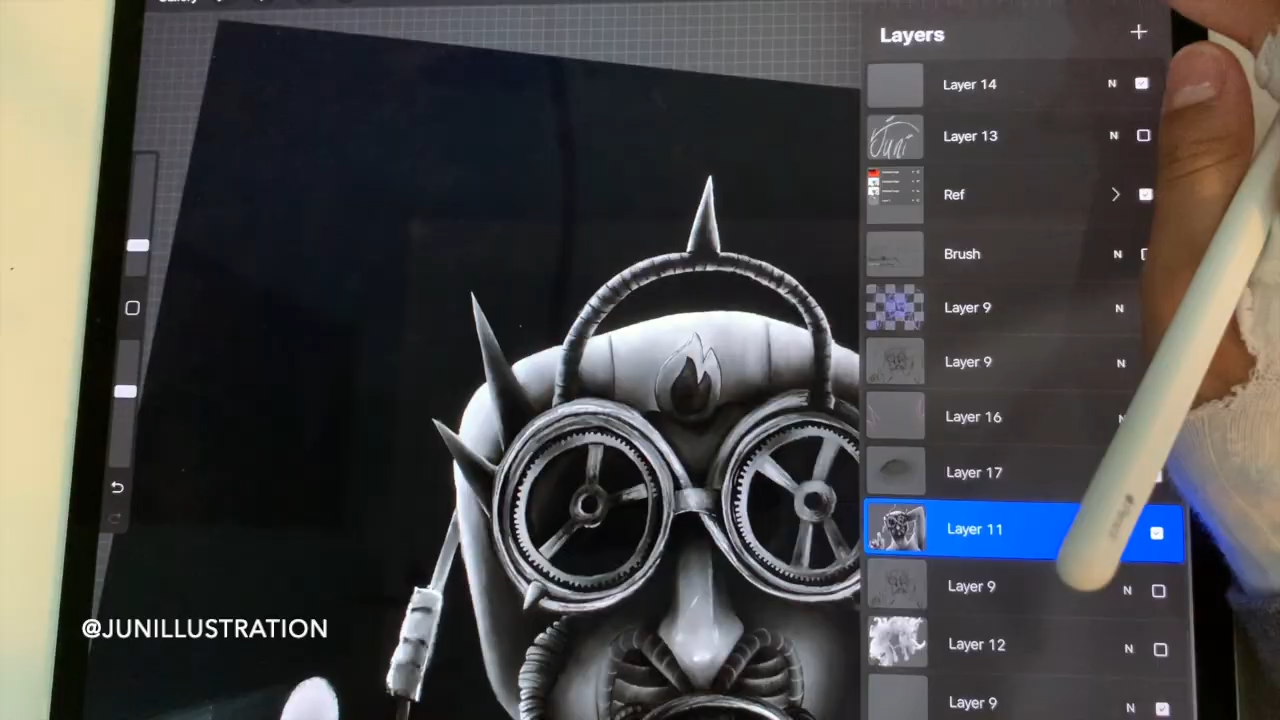 Layers
Layer 14 N
Layer 13 N
Juni
Ref
Brush N
Layer 9 N
Layer 9 N
Layer 16 N
Layer 17
Layer 11
Layer 9 N
Layer 12 N
Layer 9 N
@JUNILLUSTRATION